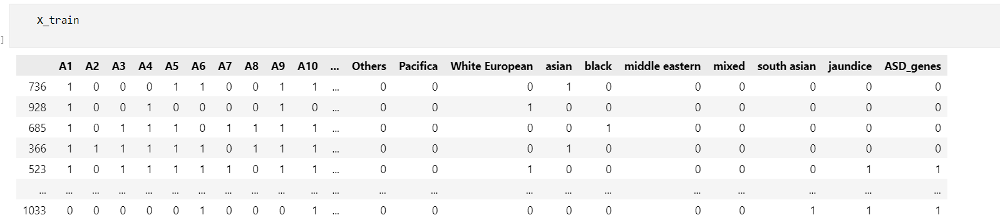 X_train
]
A1 A2 A3 A4 A5 A6 A7 A8 A9 A10 ... Others Pacifica White European asian black middle eastern mixed south asian jaundice ASD_genes
736 1 0 0 0 1 1 0 0 1 1 ... 0 0 0 1 0 0 0 0 0 0
928 1 0 0 1 0 0 0 0 1 0 ... 0 0 1 0 0 0 0 0 0 0
685 1 0 1 1 1 0 1 1 1 1 ... 0 0 0 0 1 0 0 0 0 0
366 1 1 1 1 1 1 0 1 1 1 ... 0 0 0 1 0 0 0 0 0 0
523 1 0 1 1 1 1 1 0 1 1 ... 0 0 1 0 0 0 0 0 1 1
... ... ... ... ... ... ... ... ... ... ... ... ... ... ... ... ... ... ... ... ... ...
1033 0 0 0 0 0 1 0 0 0 1 ... 0 0 0 0 0 0 0 1 1 1